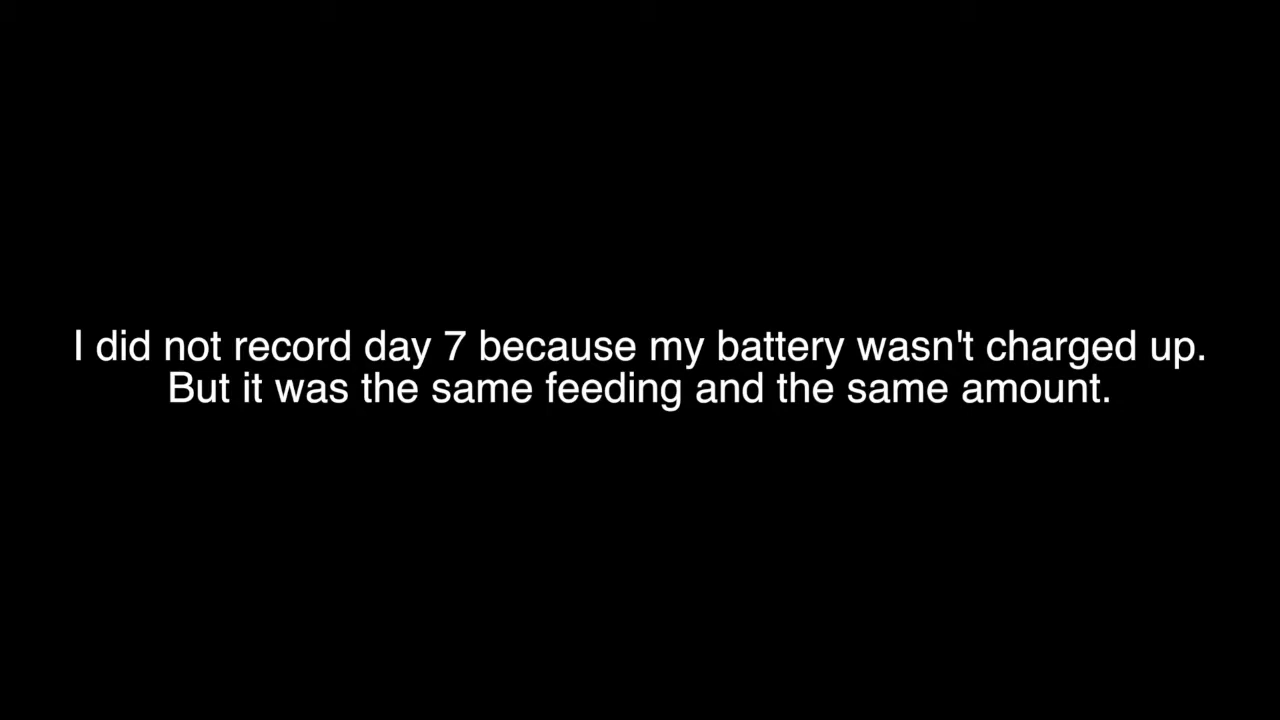 I did not record day 7 because my battery wasn't charged up.
But it was the same feeding and the same amount.